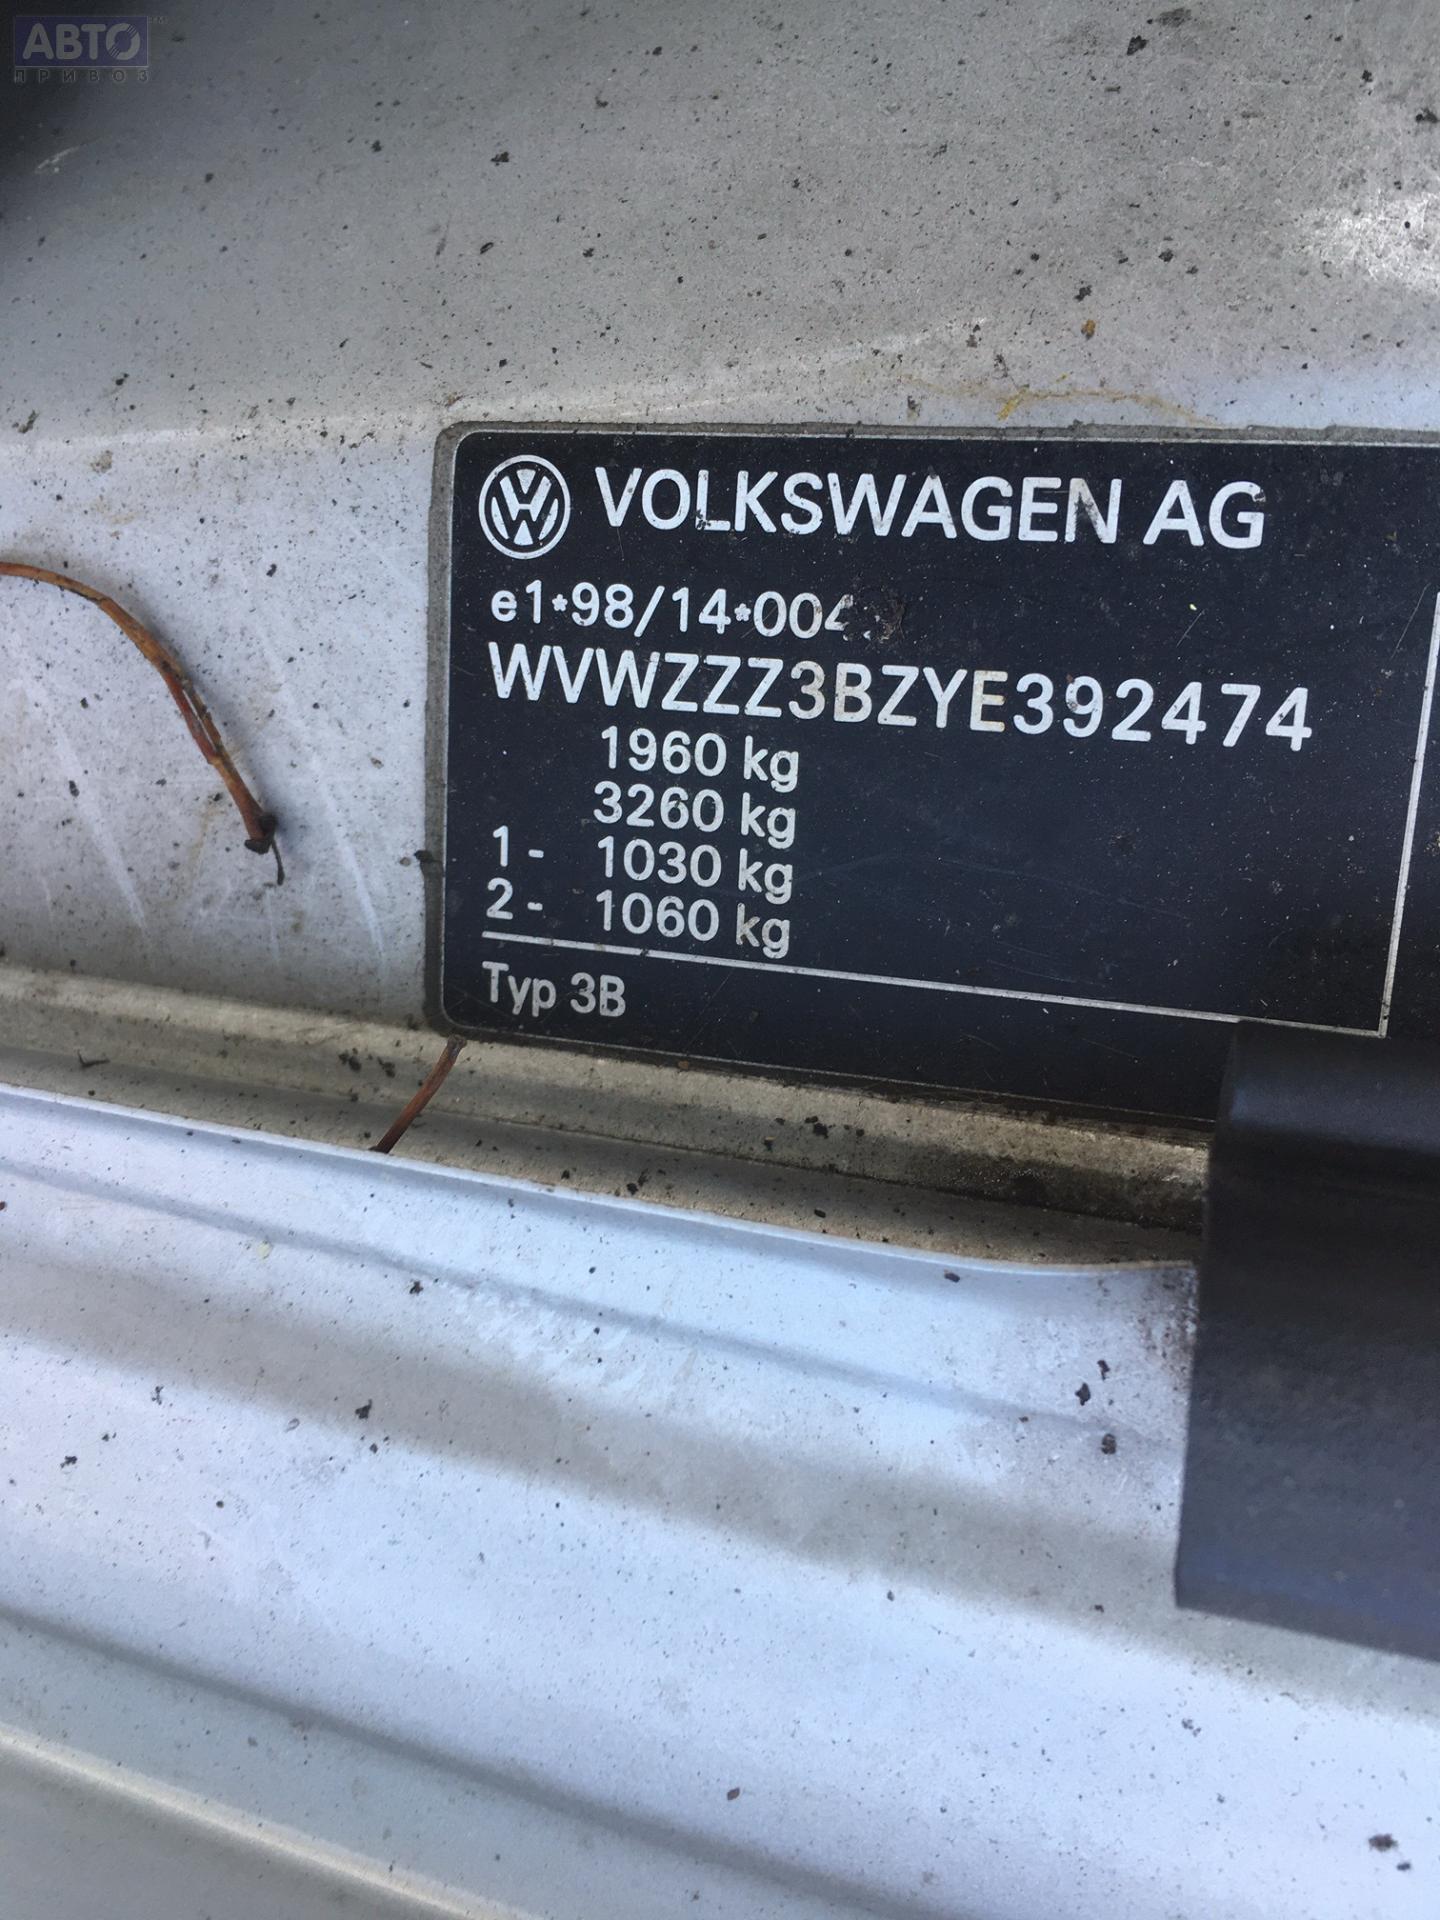 АВТО
ПРИВОЗ
VOLKSWAGEN AG
WVWZZZ3BZYE392474
1960 kg
3260 kg
1- 1030 kg
2- 1060 kg
Typ 3B